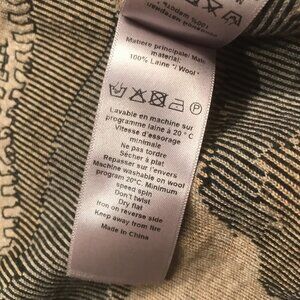 Matière principale/ Main
material:
100% Laine */ Wool *
P
Lavable en machine sur
programme laine à 20 ° C
Vitesse d'essorage
minimale
Ne pas tordre
Sécher à plat
Repasser sur l'envers
Machine washable on wool
program 20°C. Minimum
speed spin
Don't twist
Dry flat
Iron on reverse side
Keep away from fire
Made in China